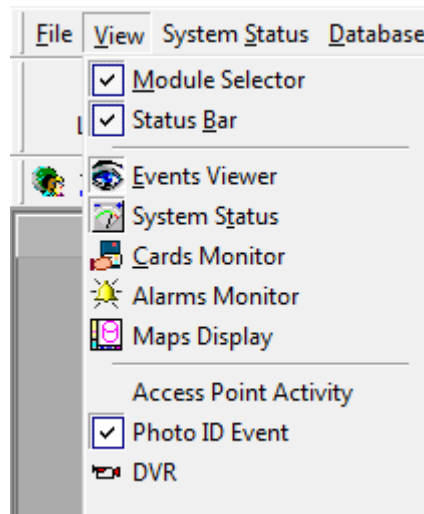 File View System Status Database
Module Selector
Status Bar
Events Viewer
System Status
Cards Monitor
Alarms Monitor
Maps Display
Access Point Activity
Photo ID Event
DVR